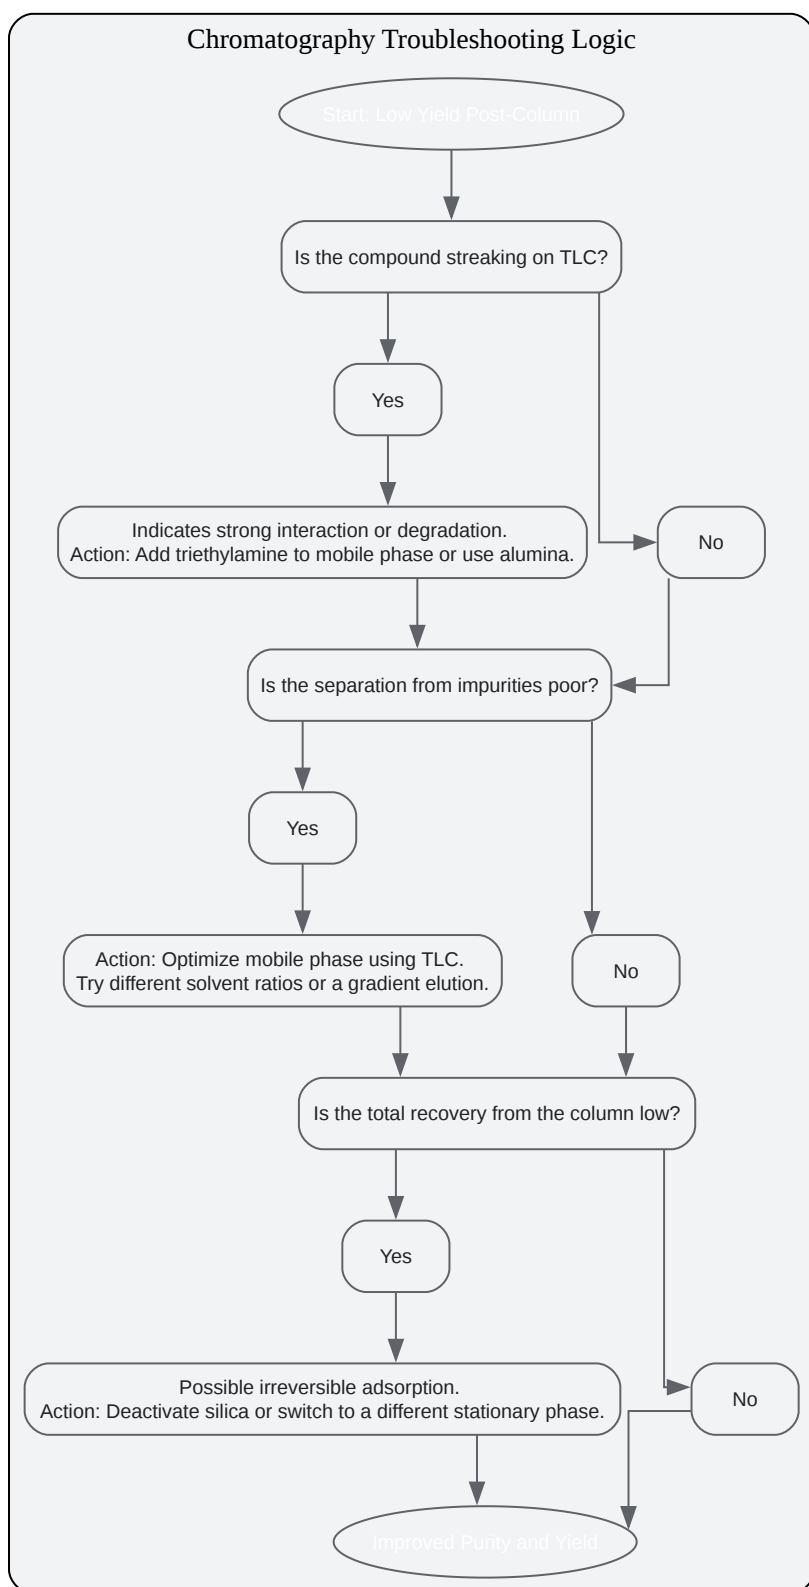 Chromatography Troubleshooting Logic
Start: Low Yield Post-Column
Is the compound streaking on TLC?
Yes
Indicates strong interaction or degradation.
Action: Add triethylamine to mobile phase or use alumina.
No
Is the separation from impurities poor?
Yes
Action: Optimize mobile phase using TLC.
Try different solvent ratios or a gradient elution.
No
Is the total recovery from the column low?
Yes
Possible irreversible adsorption.
Action: Deactivate silica or switch to a different stationary phase.
No
Improved Purity and Yield